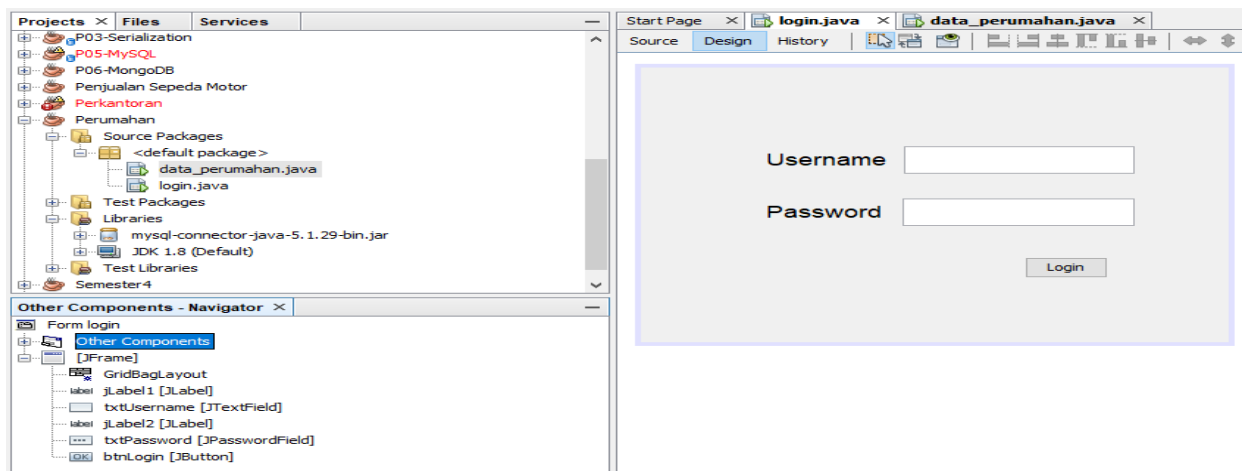 Projects Files Services
P03-Serialization
P05-MySQL
P06-MongoDB
Penjualan Sepeda Motor
Perkantoran
Perumahan
Source Packages
<default package>
data_perumahan.java
login.java
Test Packages
Libraries
mysql-connector-java-5.1.29-bin.jar
JDK 1.8 (Default)
Test Libraries
Semester4
Other Components - Navigator
Form login
Other Components
[JFrame]
GridBagLayout
label jLabel1 [JLabel]
txtUsername [JTextField]
label jLabel2 [JLabel]
txtPassword [JPasswordField]
OK btnLogin [JButton]
Start Page login.java data_perumahan.java
Source Design History
Username
Password
Login